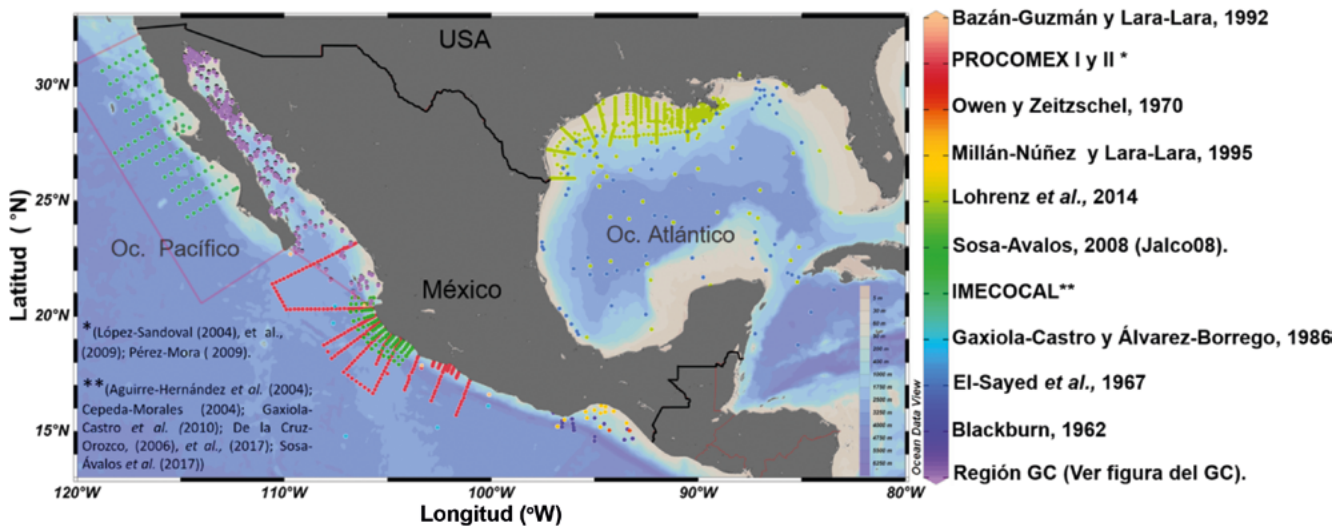 USA
México
Oc. Pacífico
Oc. Atlántico
Latitud (°N)
30°N
25°N
20°N
15°N
120°W
110°W
100°W
90°W
80°W
Longitud (°W)
*(López-Sandoval (2004), et al.,
(2009); Pérez-Mora ( 2009).
**(Aguirre-Hernández et al. (2004);
Cepeda-Morales (2004); Gaxiola-
Castro et al. (2010); De la Cruz-
Orozco, (2006), et al., (2017); Sosa-
Ávalos et al. (2017))
Ocean Data View
Bazán-Guzmán y Lara-Lara, 1992
PROCOMEX I y II *
Owen y Zeitzschel, 1970
Millán-Núñez y Lara-Lara, 1995
Lohrenz et al., 2014
Sosa-Avalos, 2008 (Jalco08).
IMECOCAL**
Gaxiola-Castro y Álvarez-Borrego, 1986
El-Sayed et al., 1967
Blackburn, 1962
Región GC (Ver figura del GC).